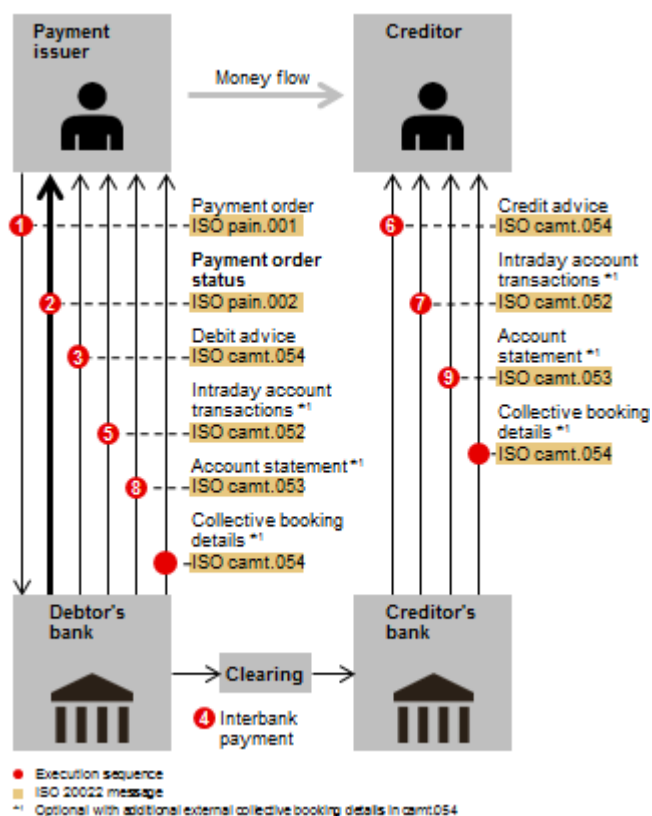 Payment
issuer
Creditor
Money flow
Payment order
1
ISO pain.001
Payment order
status
2
ISO pain.002
Debit advice
3
ISO camt.054
Intraday account
transactions *¹
5
ISO camt.052
Account statement *¹
8
ISO camt.053
Collective booking
details *¹
ISO camt.054
Credit advice
6
ISO camt.054
Intraday account
transactions *¹
7
ISO camt.052
Account
statement *¹
9
ISO camt.053
Collective booking
details *¹
ISO camt.054
Debtor's
bank
Clearing
4 Interbank
payment
Creditor's
bank
Execution sequence
ISO 20022 message
*¹ Optional with additional external collective booking details in camt.054